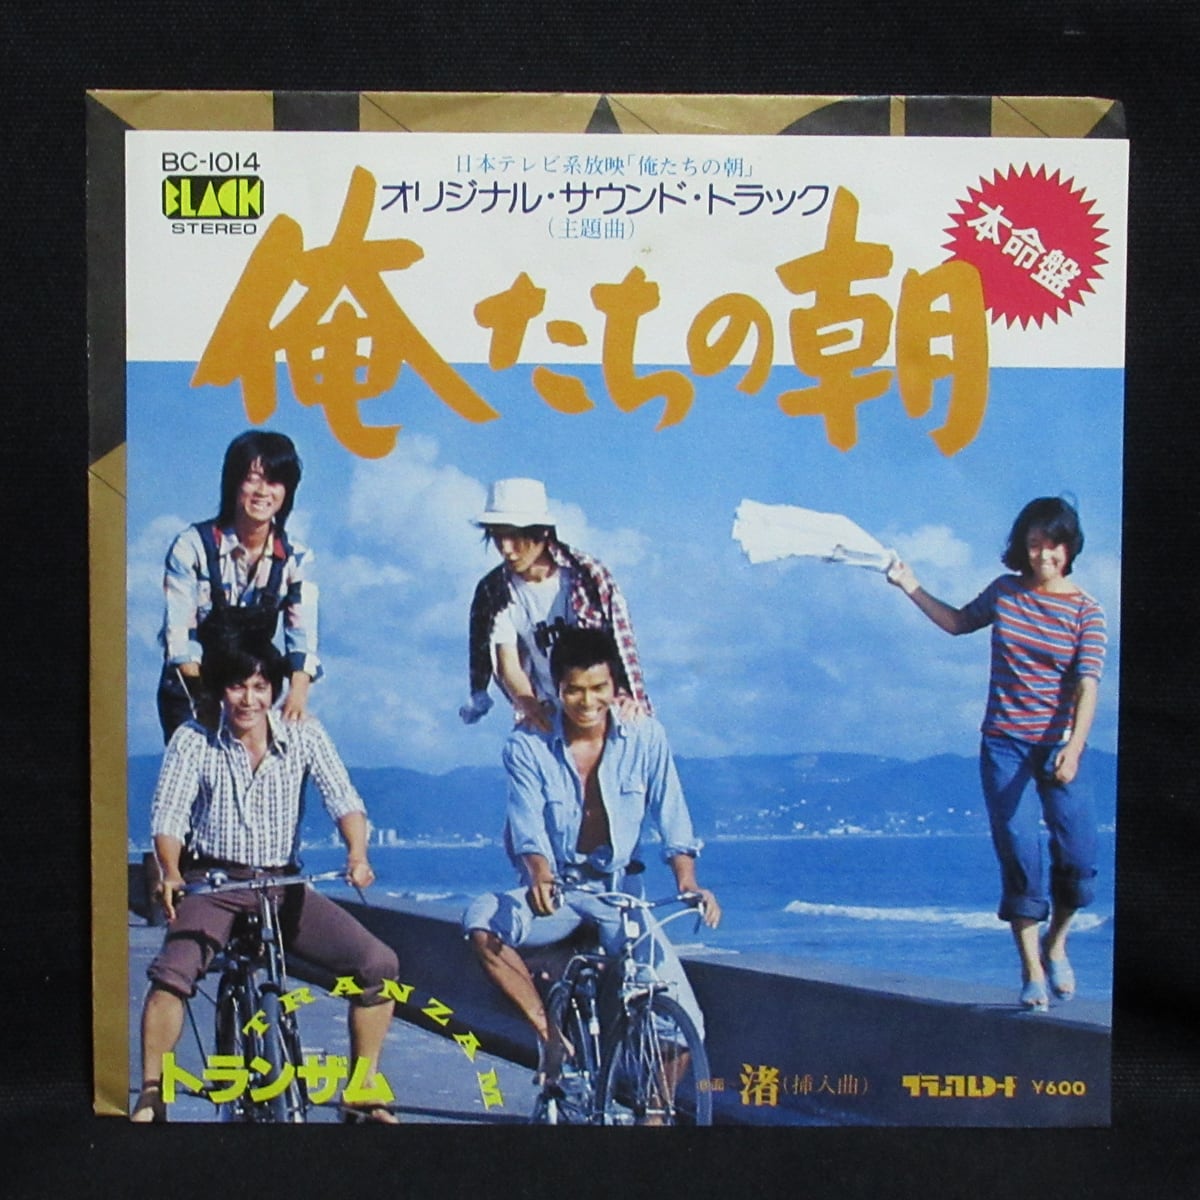 BC-1014
BLACK
STEREO
日本テレビ系放映「俺たちの朝」
オリジナル・サウンド・トラック
(主題曲)
本命盤
俺たちの朝
TRANZAM
トランザム
B面 渚(挿入曲)
ブラックレコード ¥600